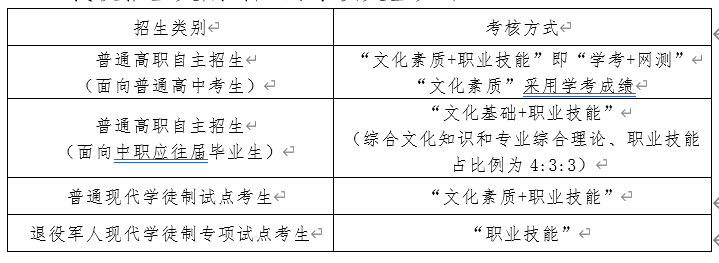 招生类别 考核方式
普通高职自主招生
（面向普通高中考生）
“文化素质+职业技能”即“学考+网测”
“文化素质”采用学考成绩
普通高职自主招生
（面向中职应往届毕业生）
“文化基础+职业技能”
（综合文化知识和专业综合理论、职业技能
占比例为4:3:3）
普通现代学徒制试点考生 “文化素质+职业技能”
退役军人现代学徒制专项试点考生 “职业技能”